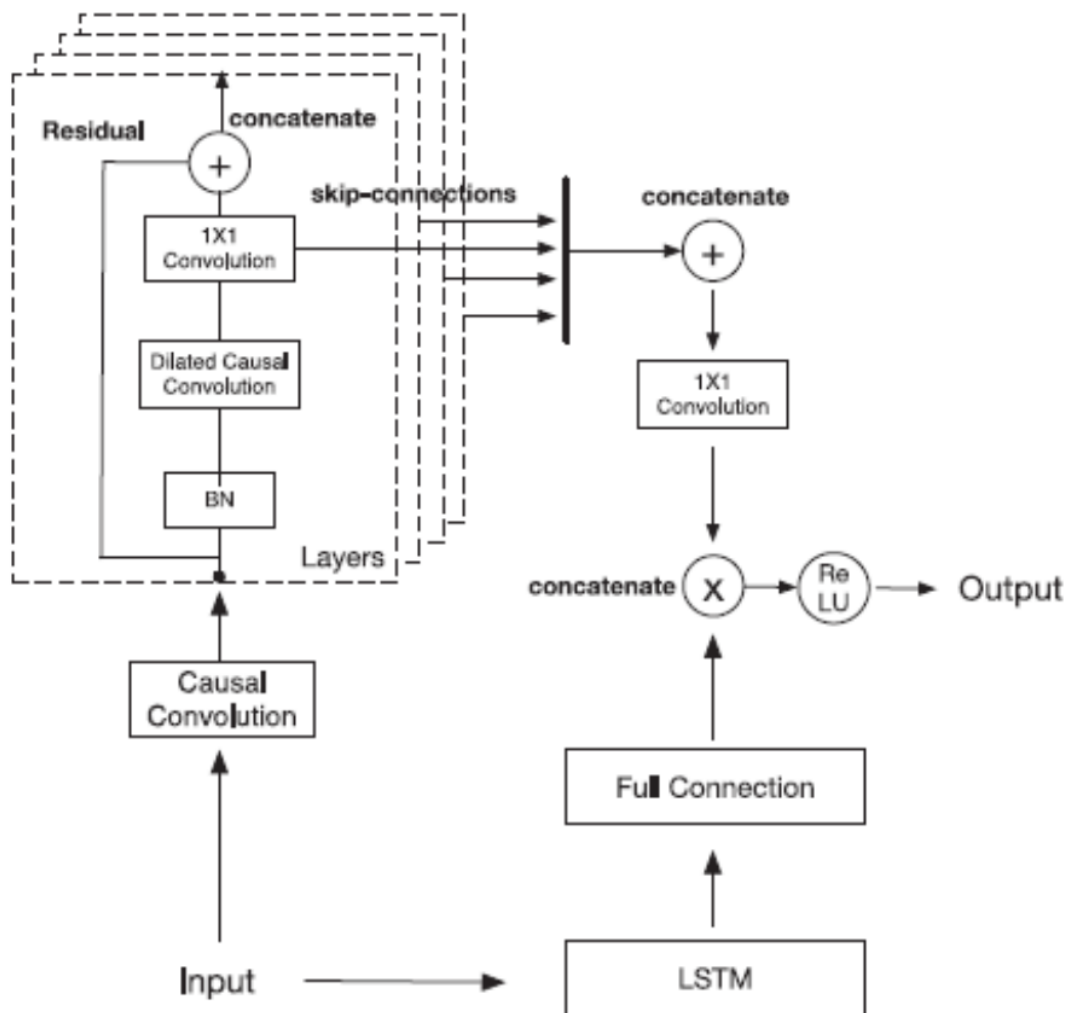 Residual
concatenate
+
skip-connections
1X1
Convolution
Dilated Causal
Convolution
BN
Layers
Causal
Convolution
Input
concatenate
+
1X1
Convolution
concatenate
X
Re
LU
Output
Full Connection
LSTM